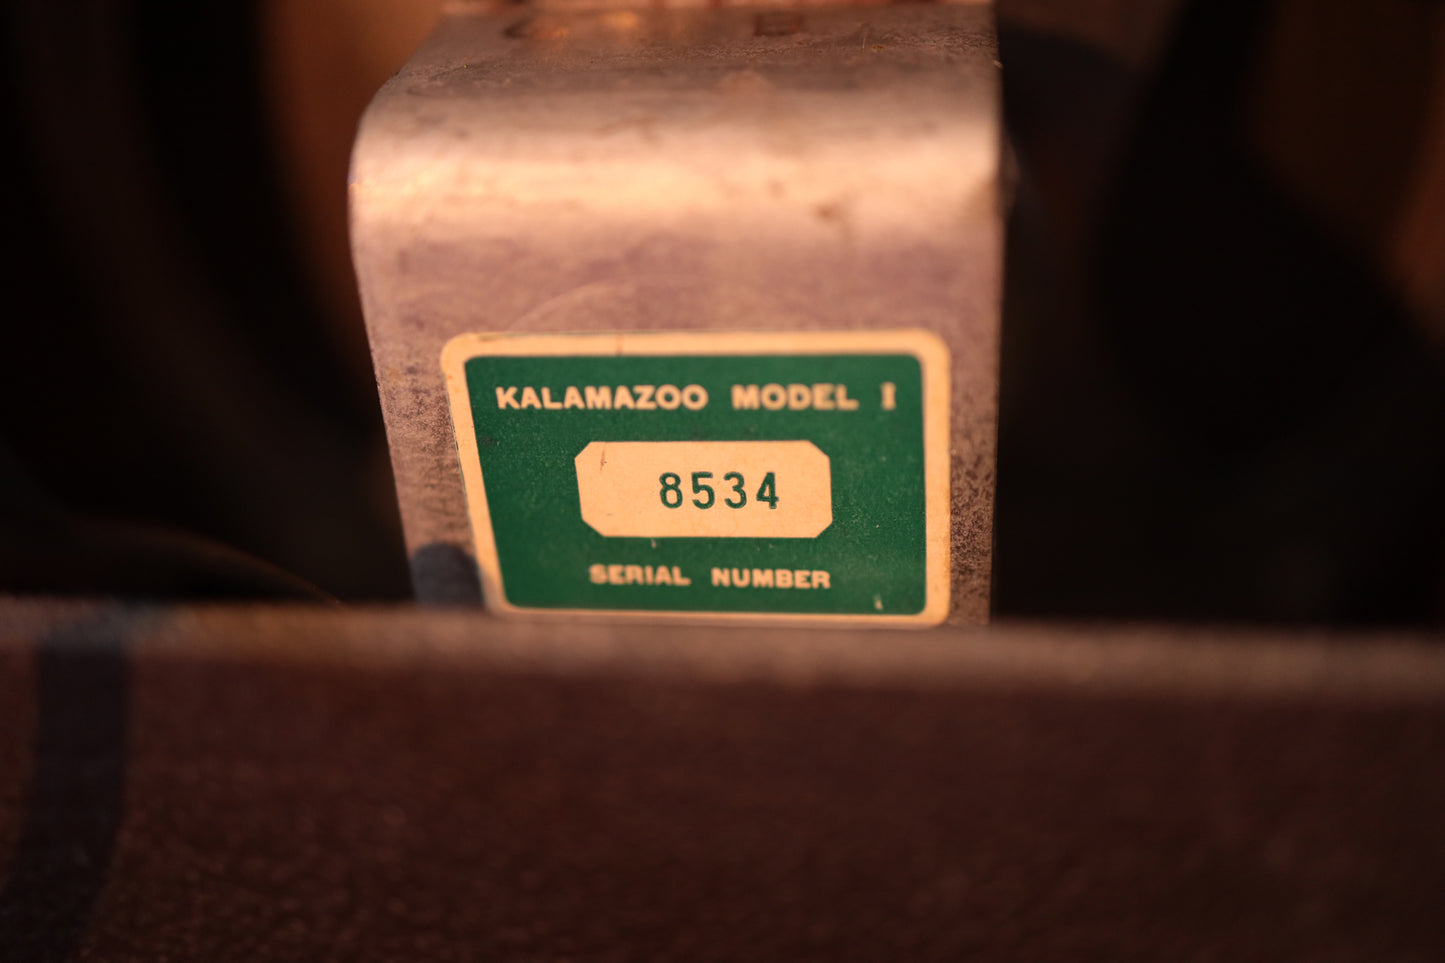 KALAMAZOO MODEL I
8534
SERIAL NUMBER